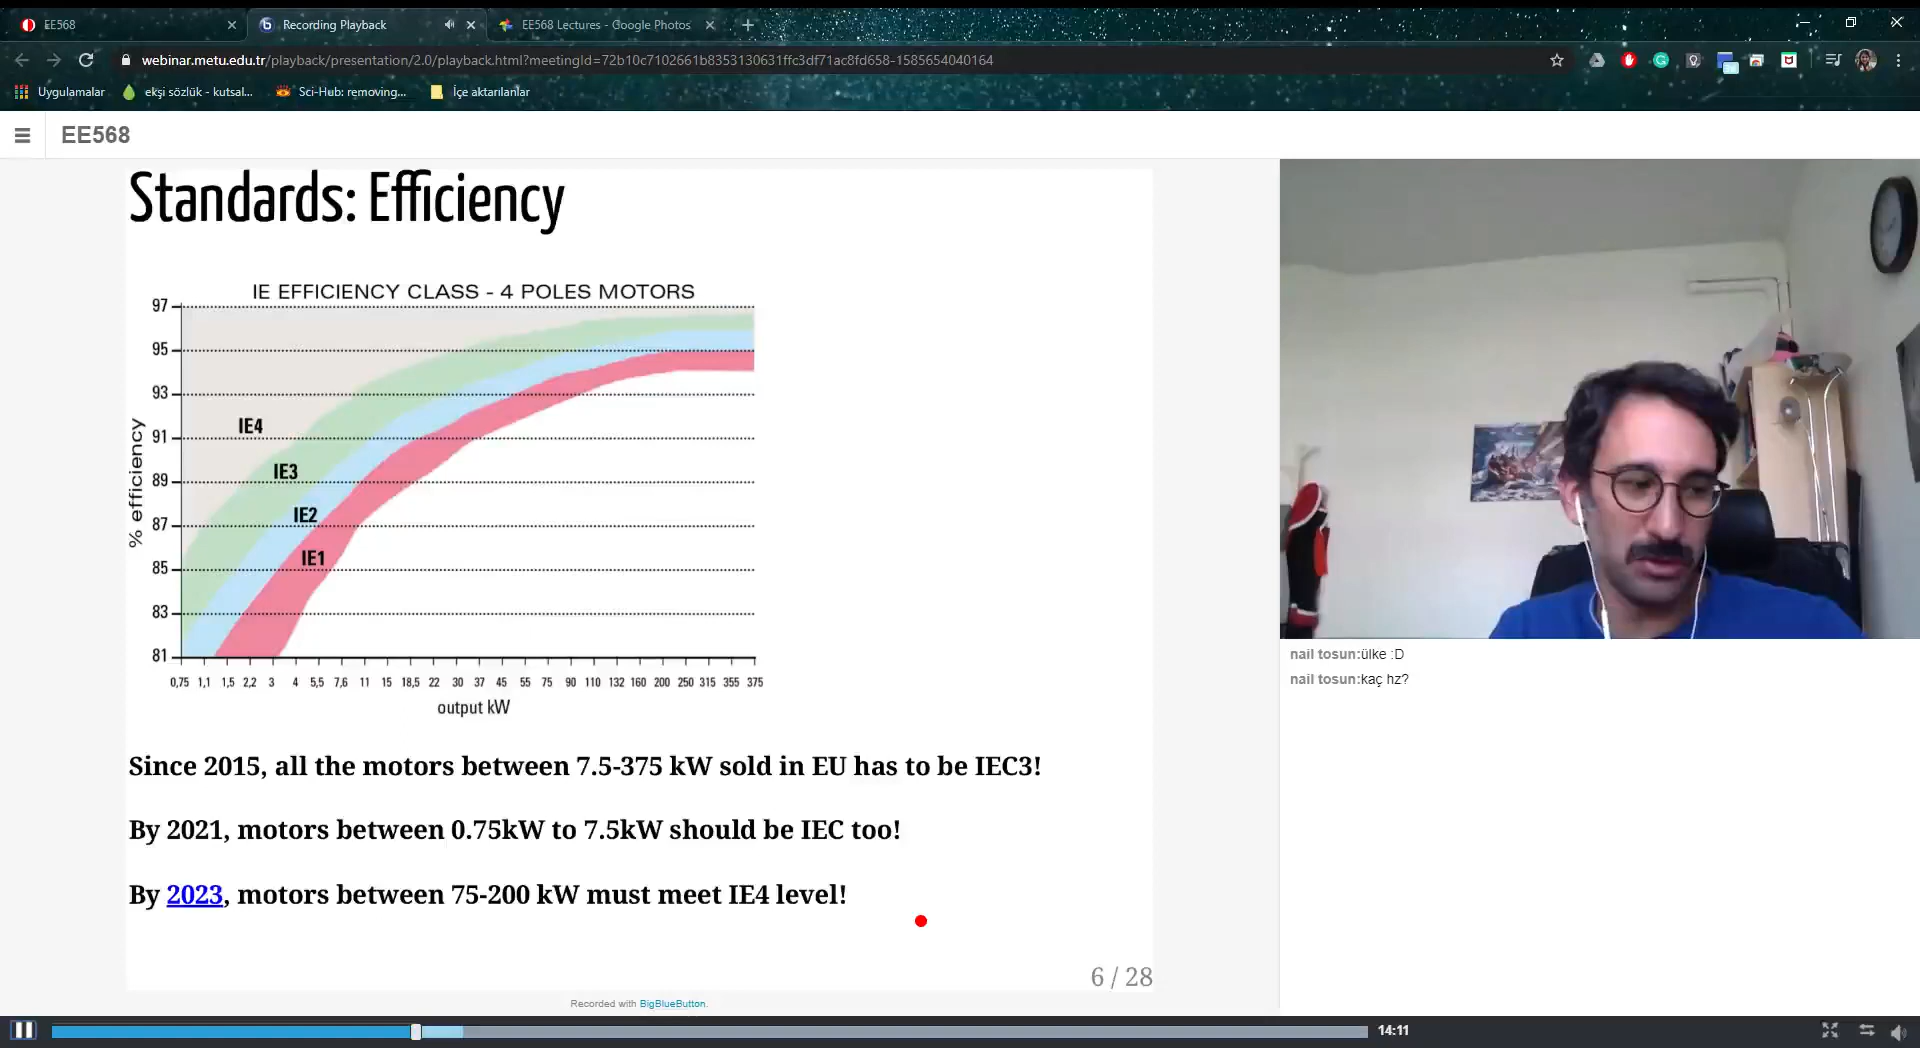 EE568
Recording Playback
EE568 Lectures - Google Photos
webinar.metu.edu.tr/playback/presentation/2.0/playback.html?meetingId=72b10c7102661b8353130631ffc3df71ac8fd658-1585654040164
Uygulamalar
ekşi sözlük - kutsal...
Sci-Hub: removing...
İçe aktarılanlar
EE568
Standards: Efficiency
IE EFFICIENCY CLASS - 4 POLES MOTORS
97
95
93
91
89
87
85
83
81
% efficiency
IE4
IE3
IE2
IE1
0,75 1,1 1,5 2,2 3 4 5,5 7,6 11 15 18,5 22 30 37 45 55 75 90 110 132 160 200 250 315 355 375
output kW
Since 2015, all the motors between 7.5-375 kW sold in EU has to be IEC3!
By 2021, motors between 0.75kW to 7.5kW should be IEC too!
By 2023, motors between 75-200 kW must meet IE4 level!
6 / 28
Recorded with BigBlueButton.
nail tosun:ülke :D
nail tosun:kaç hz?
14:11